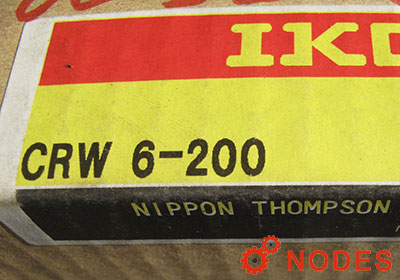 IKO
CRW 6-200
NIPPON THOMPSON
NODES